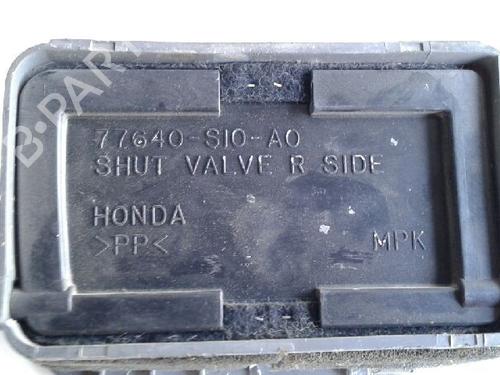 77640-S10-A0
SHUT VALVE R SIDE
HONDA
>PP<
MPK
B-PARTS